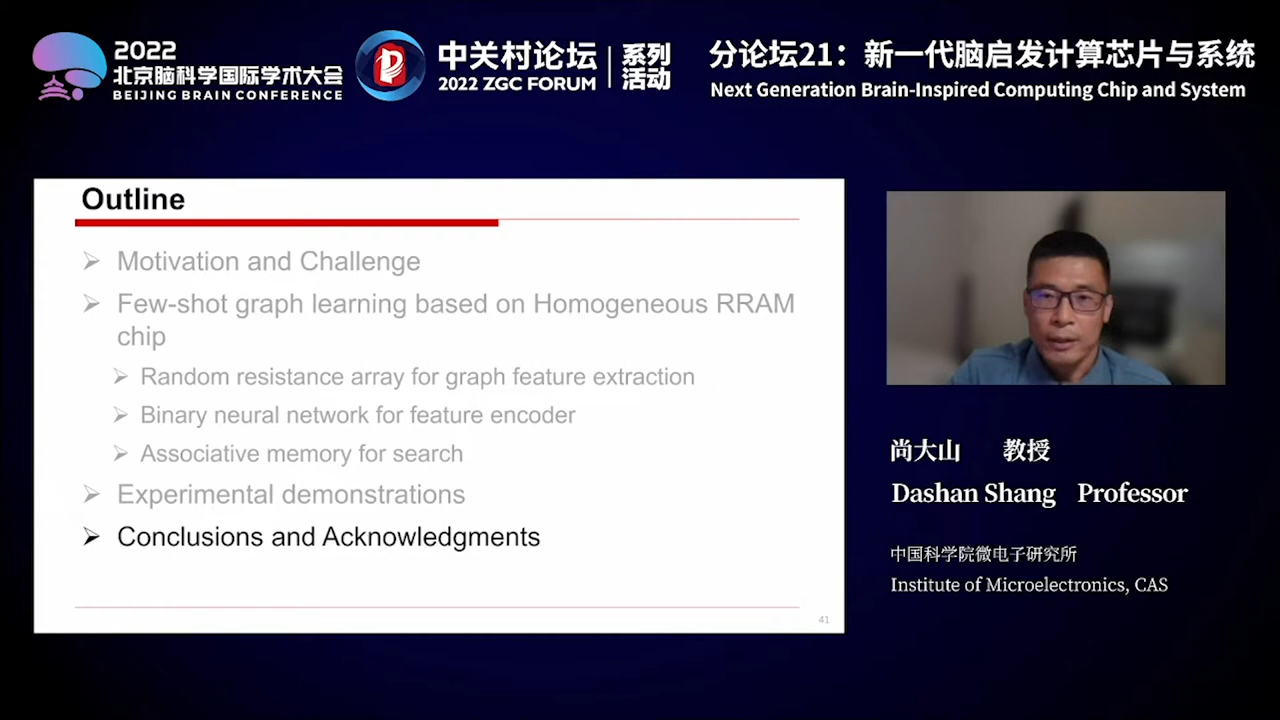 2022
北京脑科学国际学术大会
BEIJING BRAIN CONFERENCE
中关村论坛
2022 ZGC FORUM
系列
活动
分论坛21：新一代脑启发计算芯片与系统
Next Generation Brain-Inspired Computing Chip and System
Outline
➢ Motivation and Challenge
➢ Few-shot graph learning based on Homogeneous RRAM
chip
➢ Random resistance array for graph feature extraction
➢ Binary neural network for feature encoder
➢ Associative memory for search
➢ Experimental demonstrations
➢ Conclusions and Acknowledgments
41
尚大山 教授
Dashan Shang Professor
中国科学院微电子研究所
Institute of Microelectronics, CAS